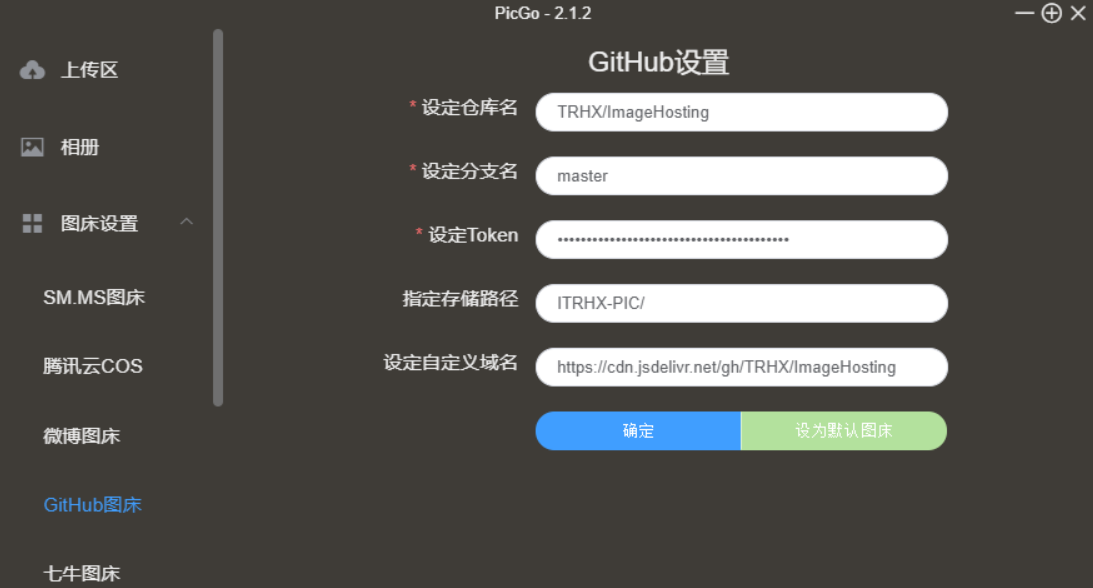 PicGo - 2.1.2
上传区
相册
图床设置
SM.MS图床
腾讯云COS
微博图床
GitHub图床
七牛图床
GitHub设置
* 设定仓库名 TRHX/ImageHosting
* 设定分支名 master
* 设定Token ••••••••••••••••••••••••••••••••••••••••
指定存储路径 ITRHX-PIC/
设定自定义域名 https://cdn.jsdelivr.net/gh/TRHX/ImageHosting
确定 设为默认图床